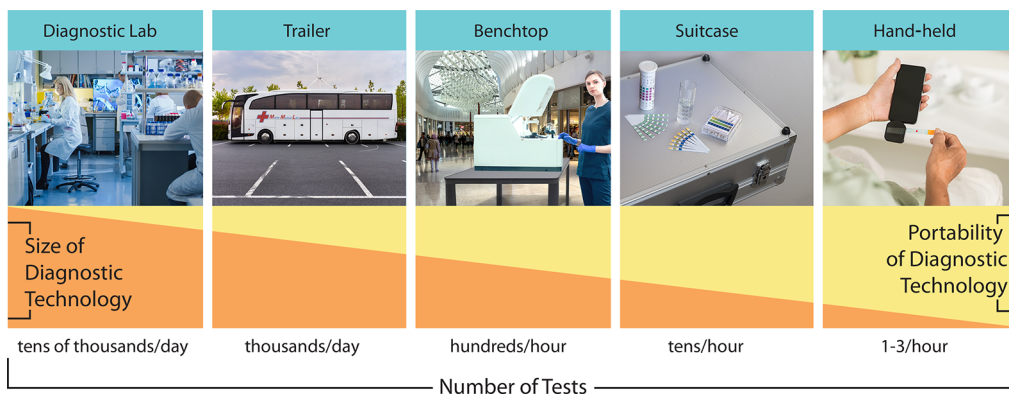 Diagnostic Lab
Trailer
Benchtop
Suitcase
Hand-held
Size of
Diagnostic
Technology
Portability
of Diagnostic
Technology
tens of thousands/day
thousands/day
hundreds/hour
tens/hour
1-3/hour
Number of Tests